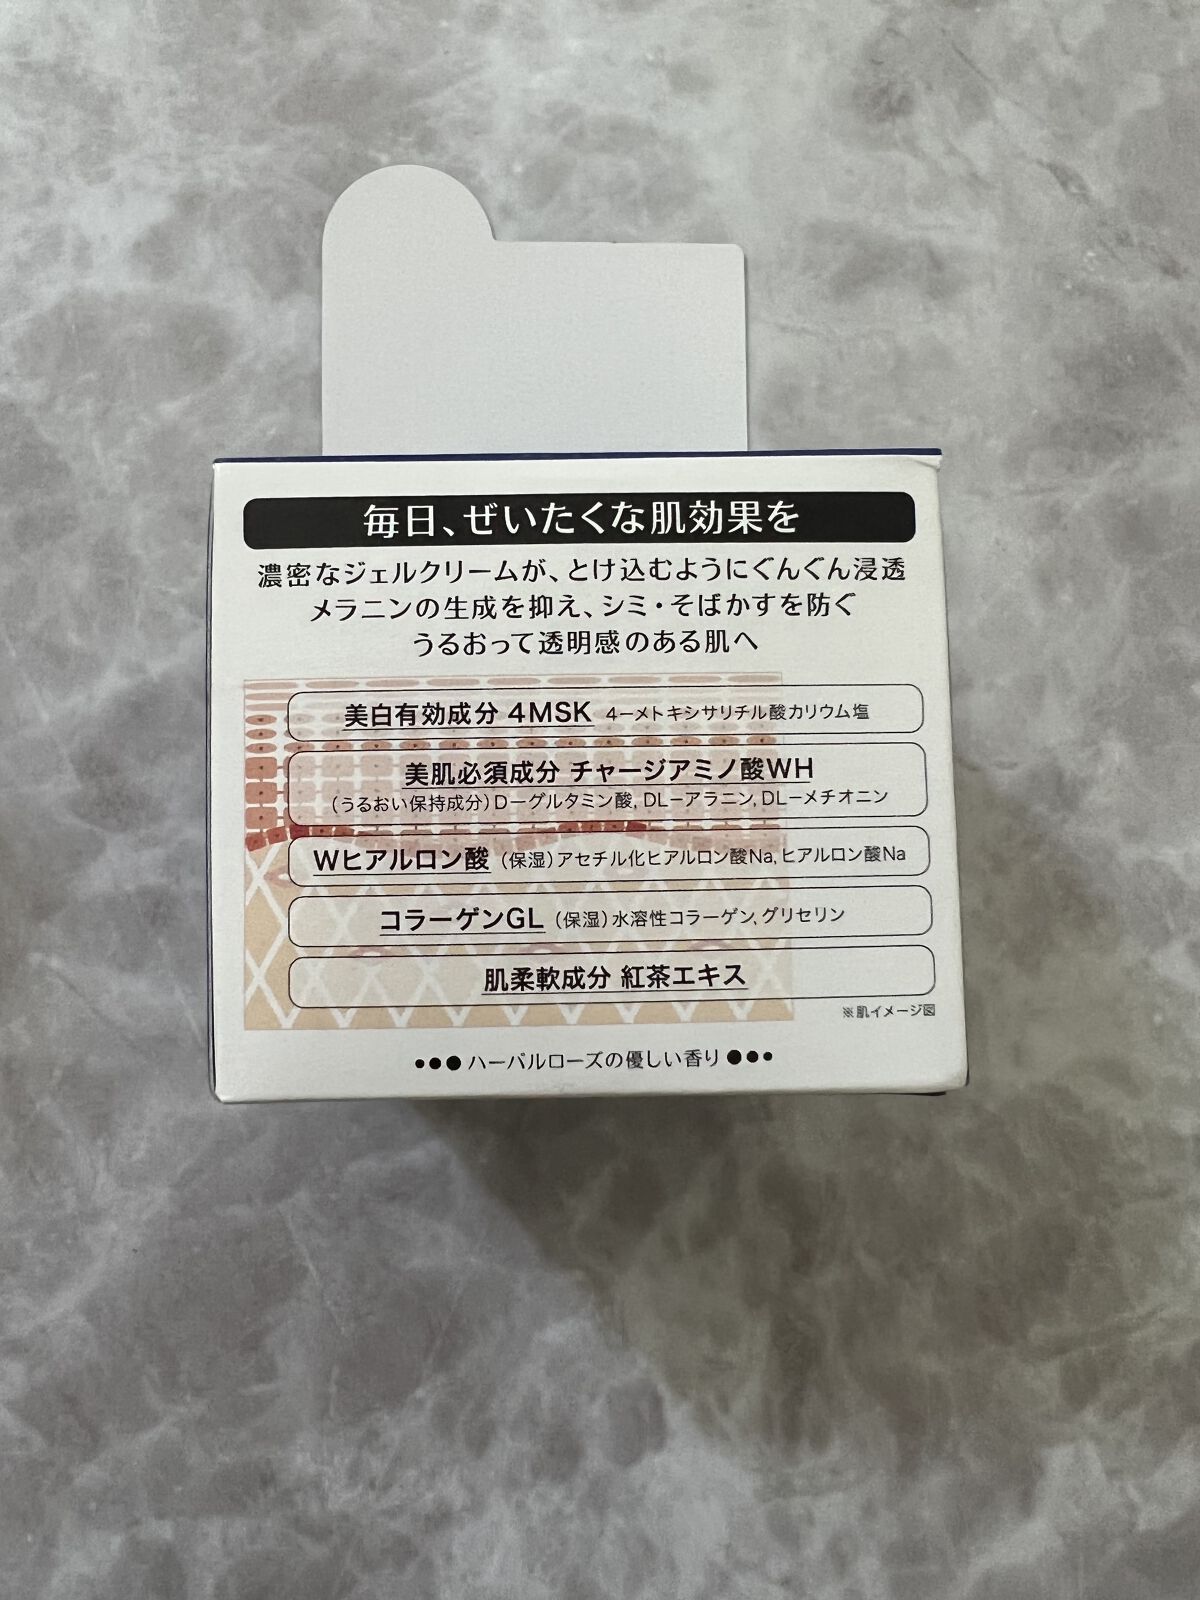 毎日、ぜいたくな肌効果を
濃密なジェルクリームが、とけ込むようにぐんぐん浸透
メラニンの生成を抑え、シミ・そばかすを防ぐ
うるおって透明感のある肌へ
美白有効成分 4MSK 4－メトキシサリチル酸カリウム塩
美肌必須成分 チャージアミノ酸WH
（うるおい保持成分）D－グルタミン酸, DL－アラニン, DL－メチオニン
Wヒアルロン酸 （保湿）アセチル化ヒアルロン酸Na, ヒアルロン酸Na
コラーゲンGL （保湿）水溶性コラーゲン, グリセリン
肌柔軟成分 紅茶エキス
※肌イメージ図
●●●ハーバルローズの優しい香り●●●